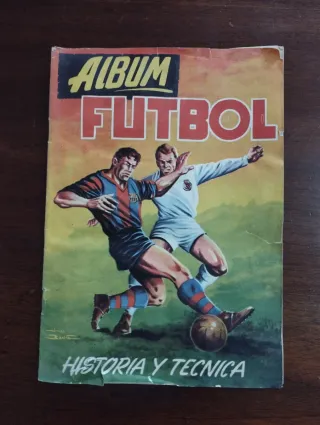 ALBUM
FUTBOL
HISTORIA Y TECNICA